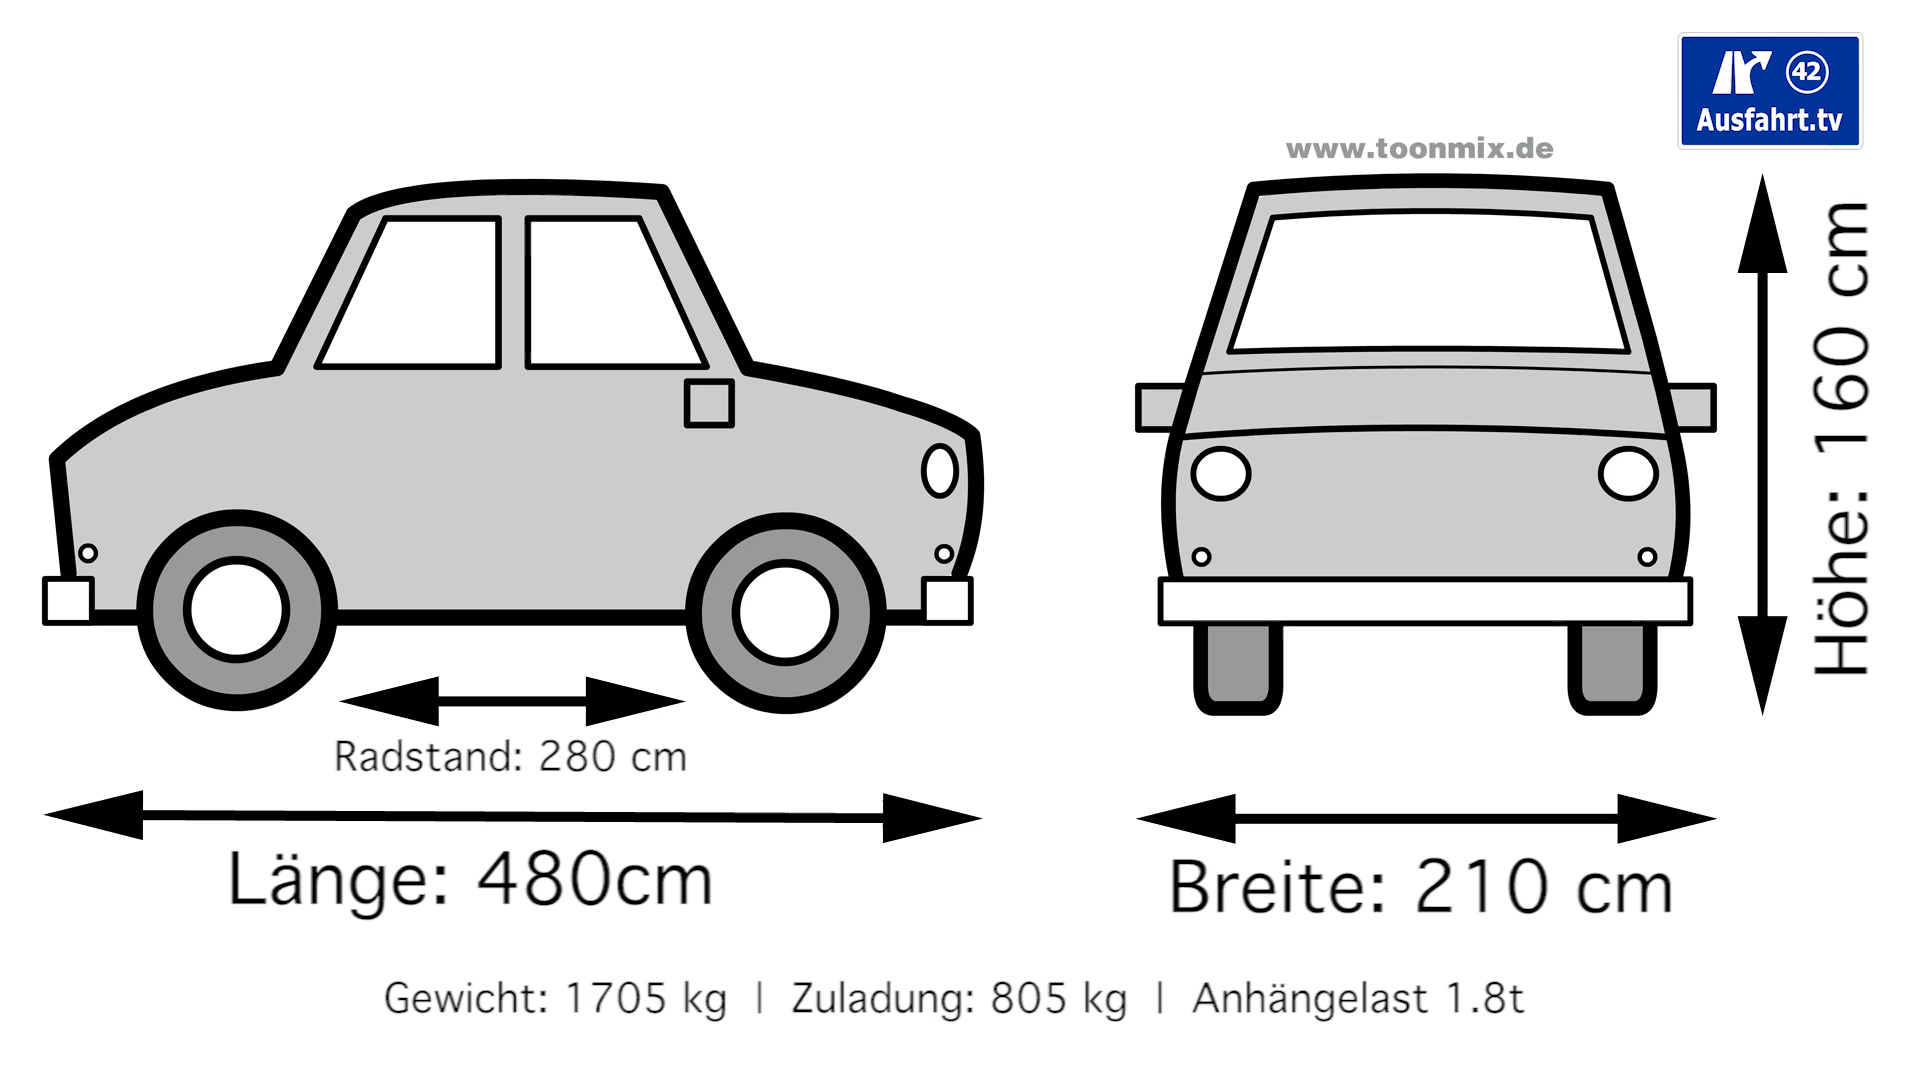 42
Ausfahrt.tv
www.toonmix.de
Höhe: 160 cm
Radstand: 280 cm
Länge: 480cm
Breite: 210 cm
Gewicht: 1705 kg | Zuladung: 805 kg | Anhängelast 1.8t